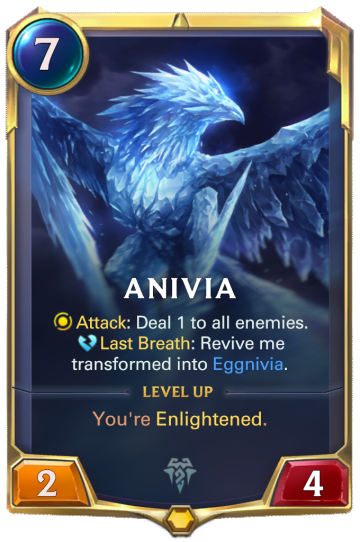 7
ANIVIA
Attack: Deal 1 to all enemies.
Last Breath: Revive me
transformed into Eggnivia.
LEVEL UP
You're Enlightened.
2
4